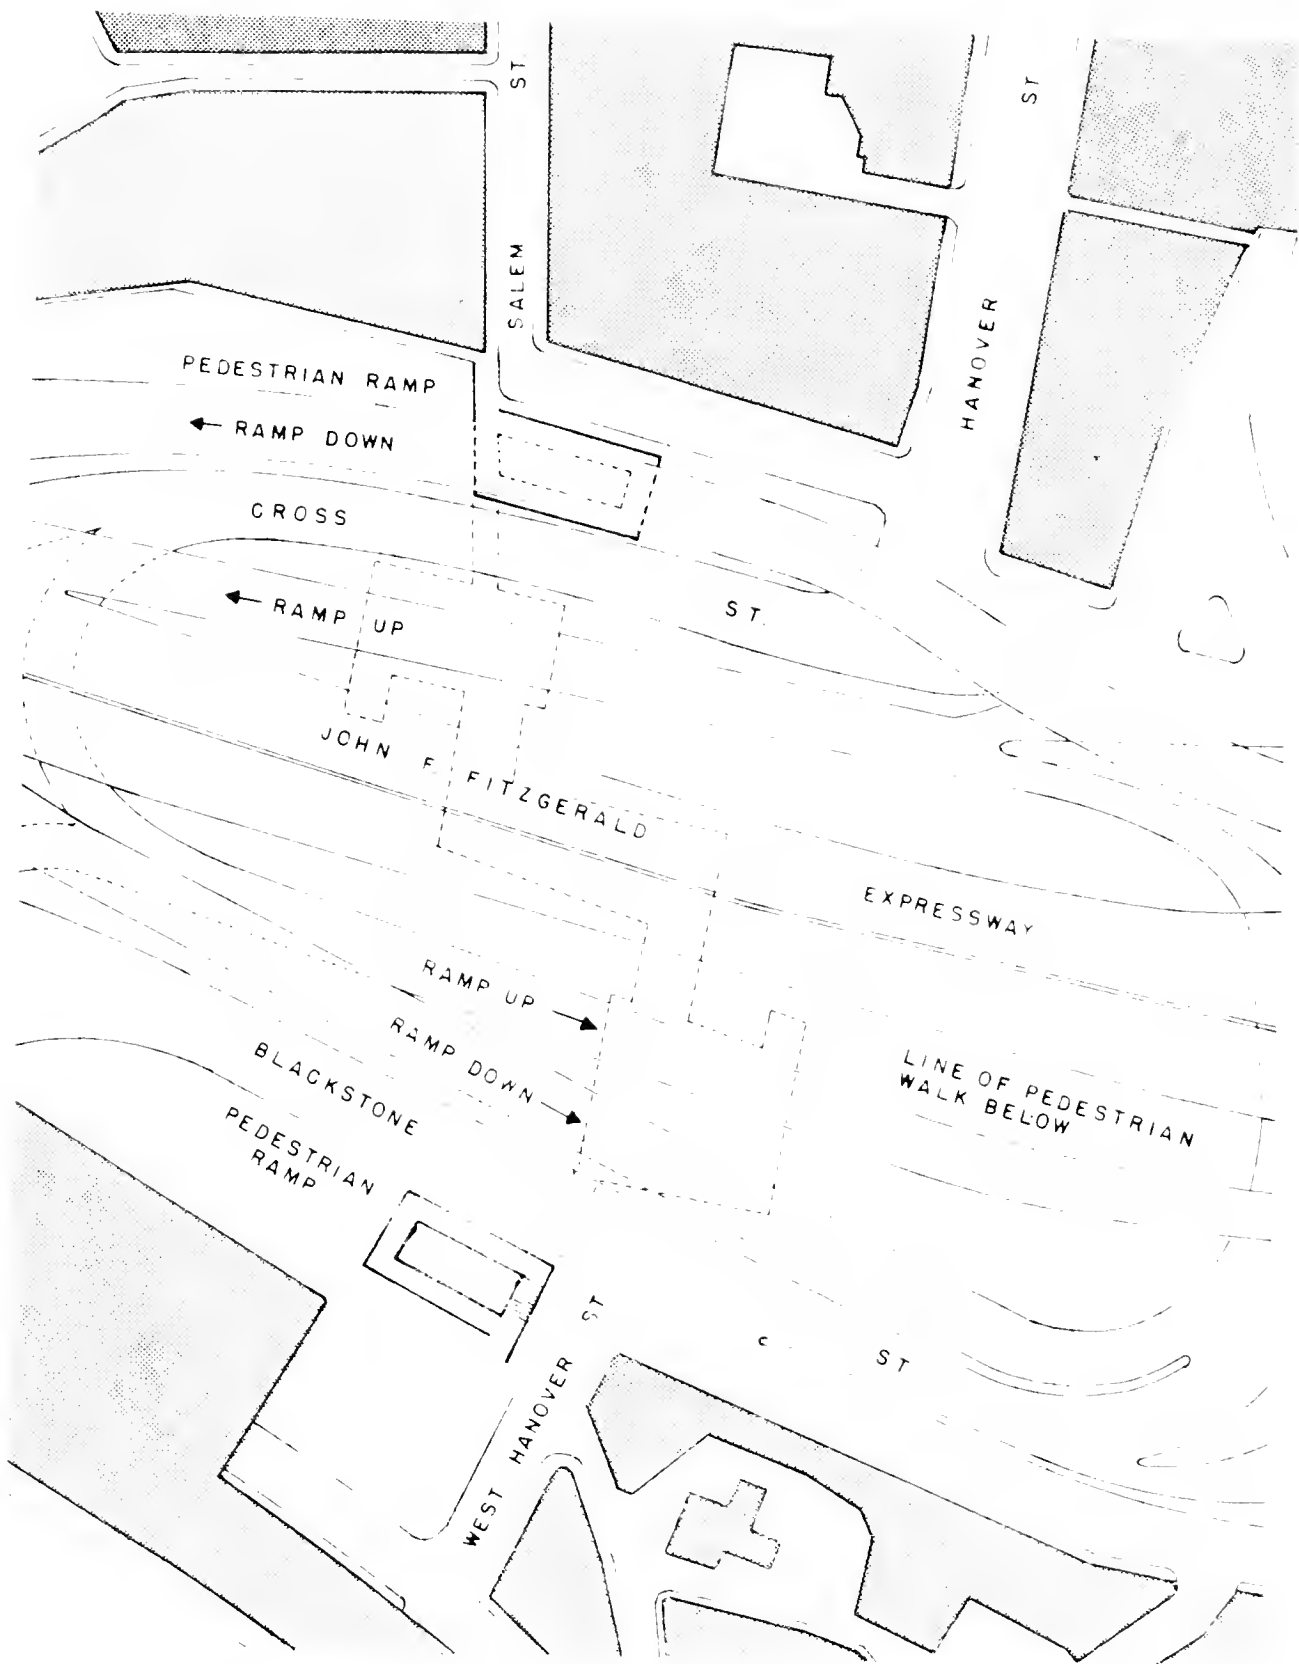 ST.
ST
SALEM
HANOVER
PEDESTRIAN RAMP
RAMP DOWN
CROSS
RAMP UP
ST.
JOHN F. FITZGERALD
EXPRESSWAY
RAMP UP
RAMP DOWN
LINE OF PEDESTRIAN
WALK BELOW
BLACKSTONE
PEDESTRIAN
RAMP
ST
C
ST
WEST HANOVER